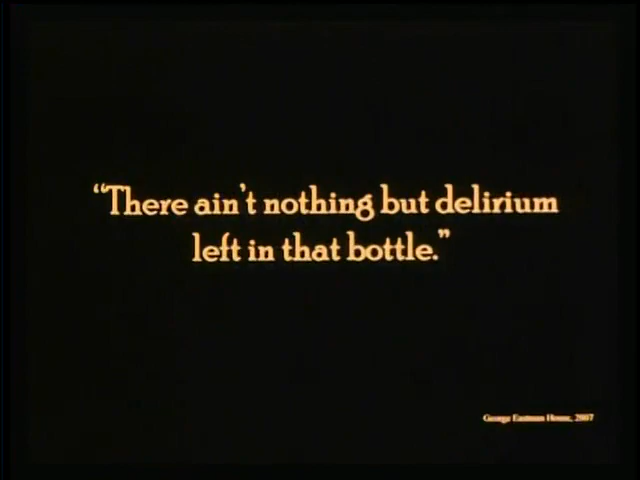 “There ain't nothing but delirium
left in that bottle.”
George Eastman House, 2007